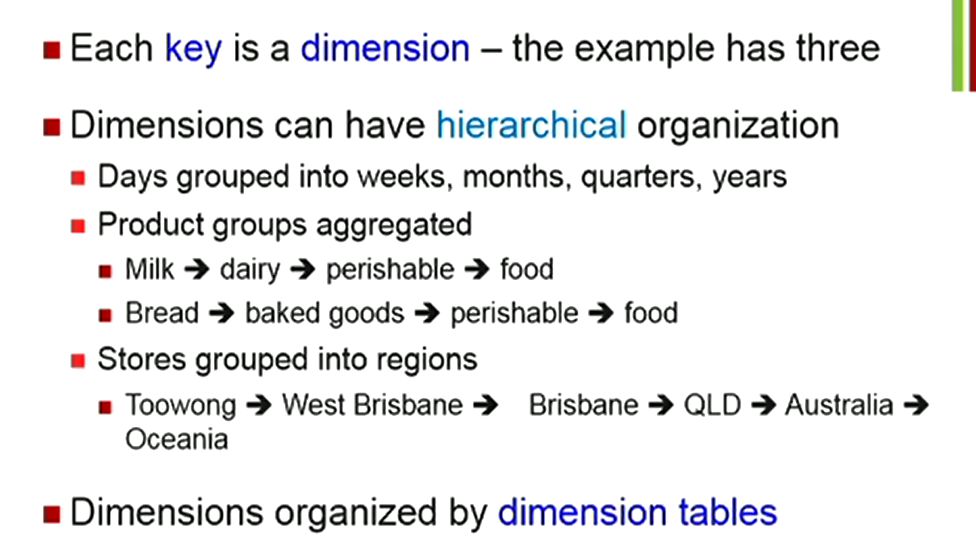 Each key is a dimension – the example has three
Dimensions can have hierarchical organization
Days grouped into weeks, months, quarters, years
Product groups aggregated
Milk ➔ dairy ➔ perishable ➔ food
Bread ➔ baked goods ➔ perishable ➔ food
Stores grouped into regions
Toowong ➔ West Brisbane ➔ Brisbane ➔ QLD ➔ Australia ➔
Oceania
Dimensions organized by dimension tables